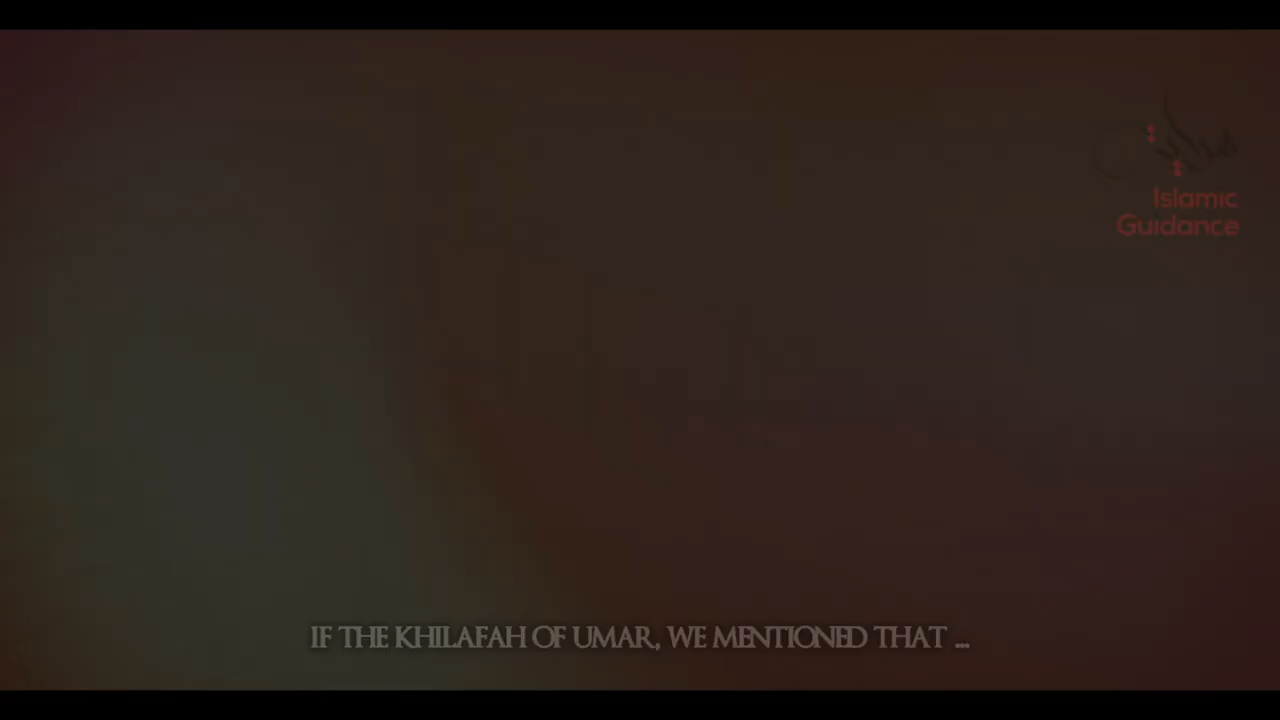 Islamic
Guidance
IF THE KHILAFAH OF UMAR, WE MENTIONED THAT ...